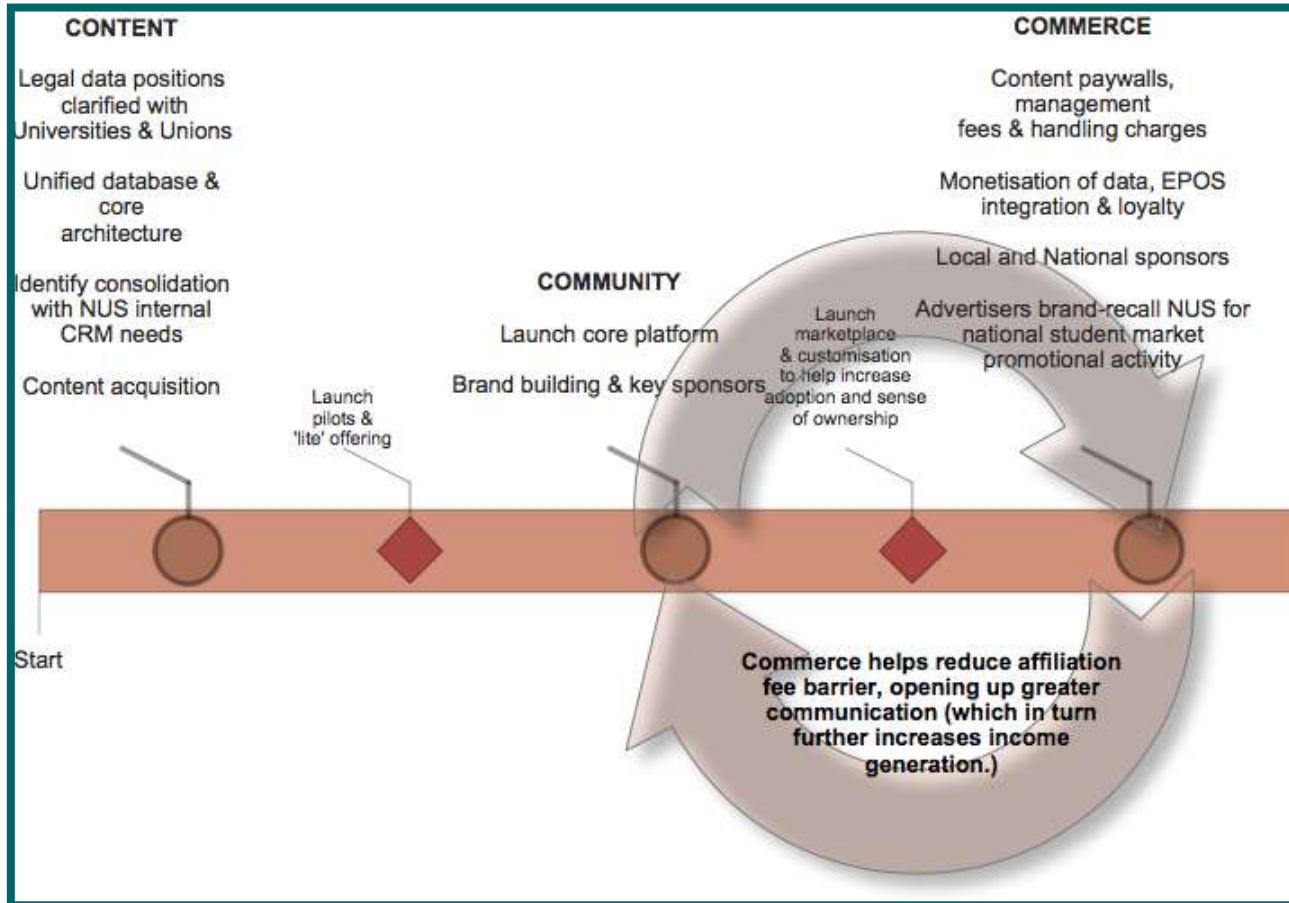 CONTENT
Legal data positions
clarified with
Universities & Unions
Unified database &
core
architecture
Identify consolidation
with NUS internal
CRM needs
Content acquisition
Launch
pilots &
'lite' offering
COMMUNITY
Launch core platform
Brand building & key sponsors
Launch
marketplace
& customisation
to help increase
adoption and sense
of ownership
COMMERCE
Content paywalls,
management
fees & handling charges
Monetisation of data, EPOS
integration & loyalty
Local and National sponsors
Advertisers brand-recall NUS for
national student market
promotional activity
Start
Commerce helps reduce affiliation
fee barrier, opening up greater
communication (which in turn
further increases income
generation.)